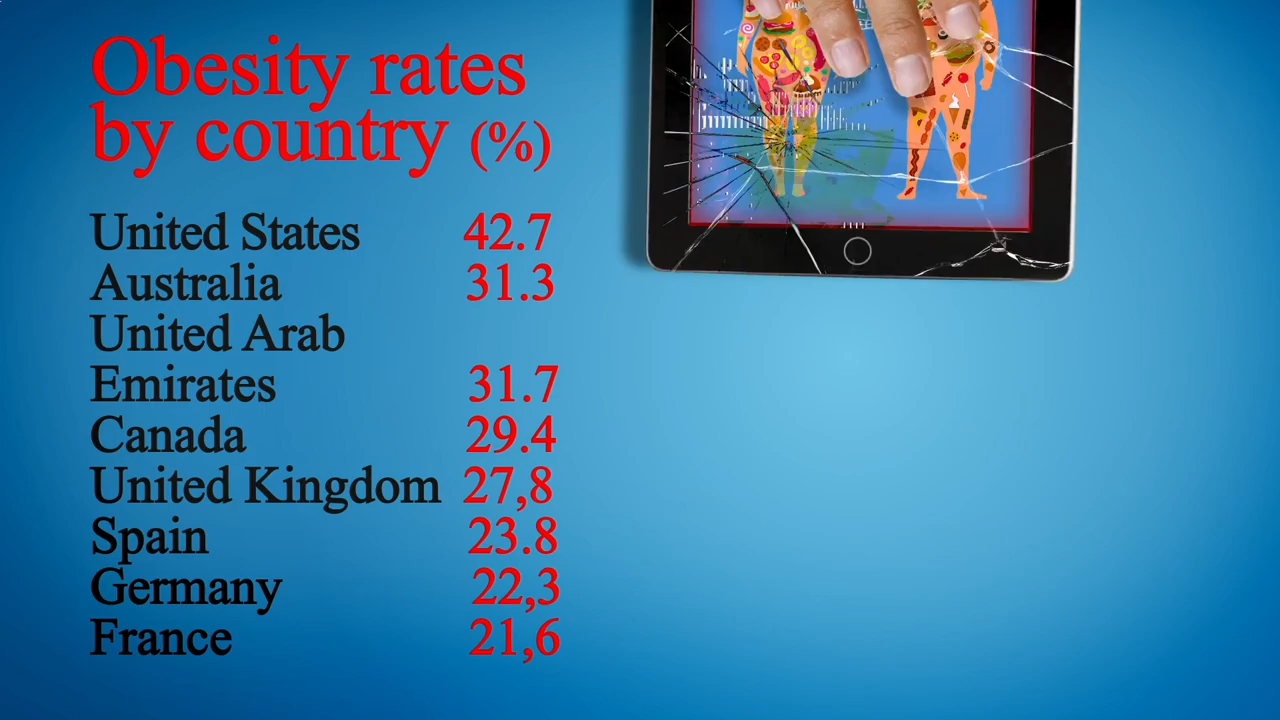 Obesity rates
by country (%)
United States 42.7
Australia 31.3
United Arab
Emirates 31.7
Canada 29.4
United Kingdom 27,8
Spain 23.8
Germany 22,3
France 21,6